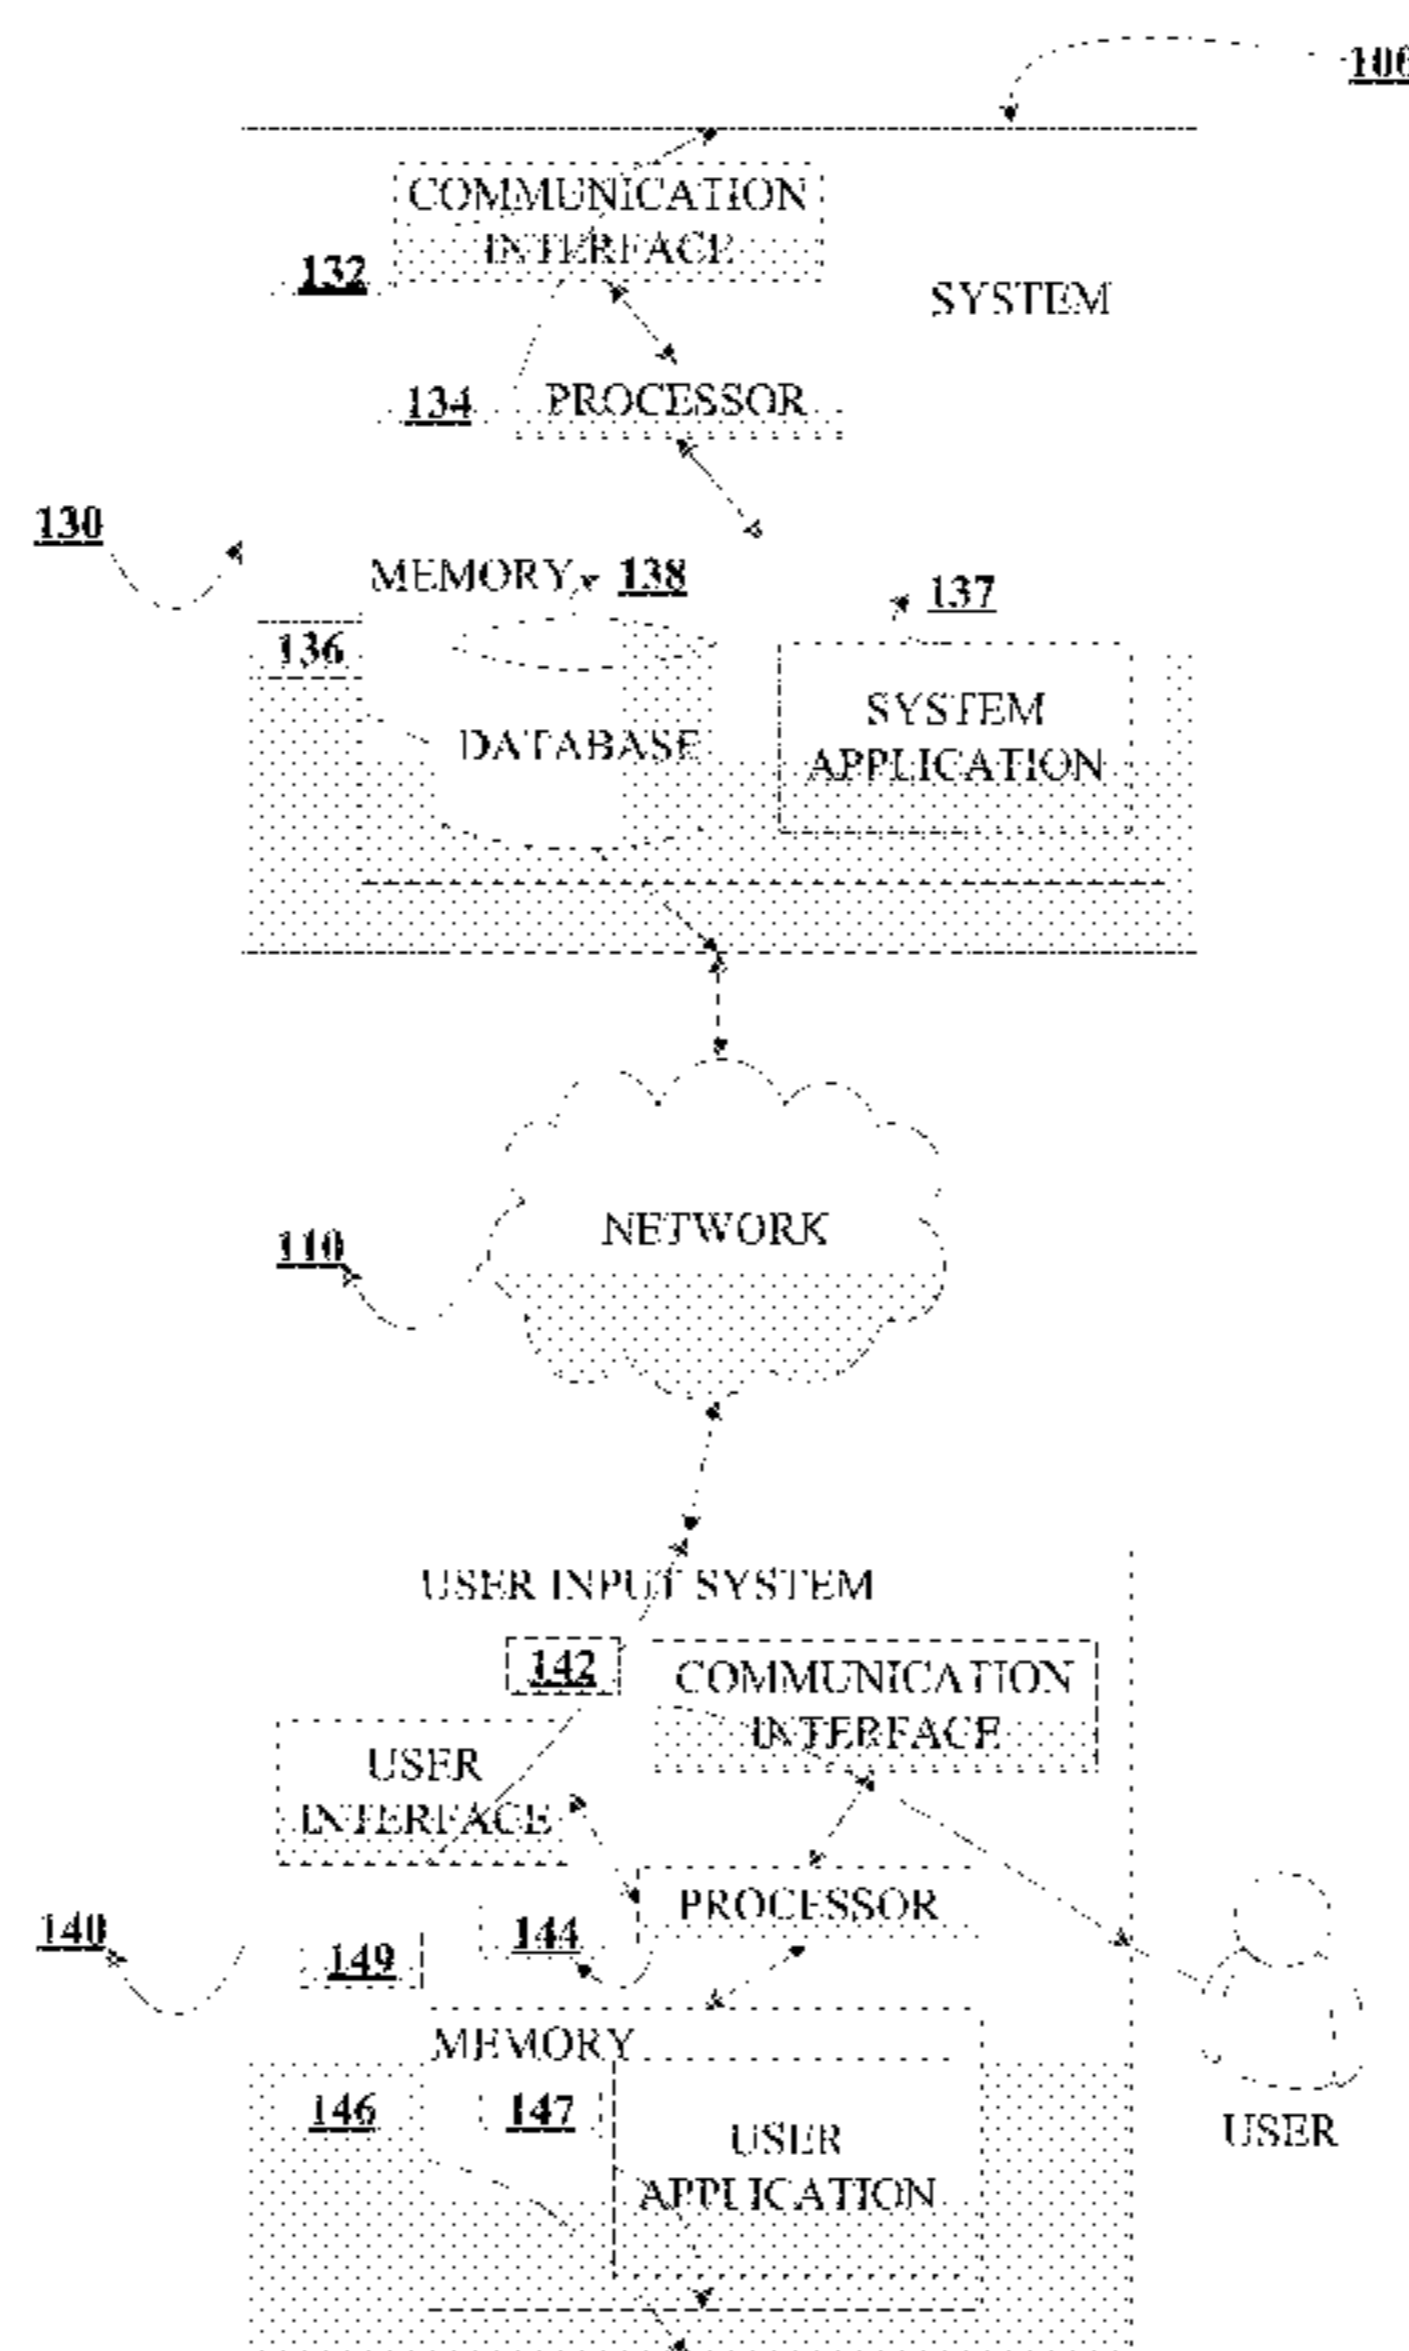 106
COMMUNICATION
INTERFACE
132
SYSTEM
134
PROCESSOR
130
MEMORY
138
137
136
SYSTEM
APPLICATION
DATABASE
NETWORK
110
USER INPUT SYSTEM
142
COMMUNICATION
INTERFACE
USER
INTERFACE
PROCESSOR
140
144
149
MEMORY
146
147
USER
APPLICATION
USER